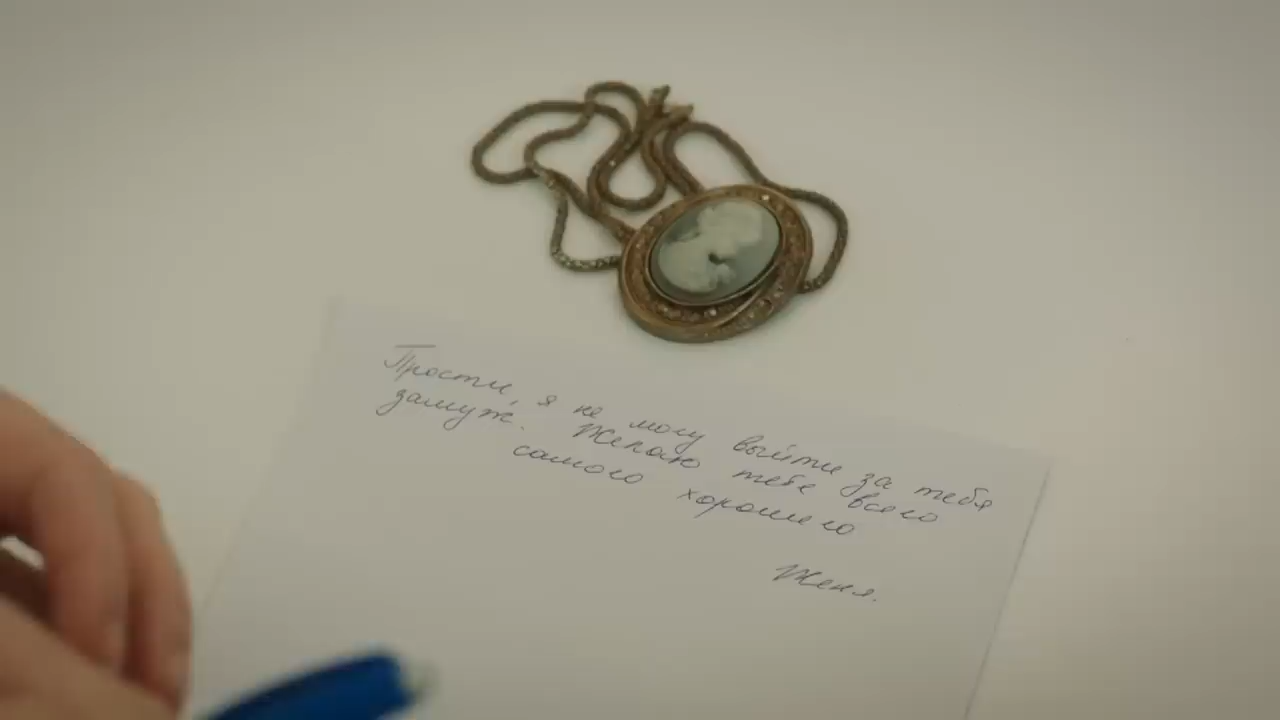 Прости, я не могу выйти за тебя
замуж. Желаю тебе всего
самого хорошего
Женя.